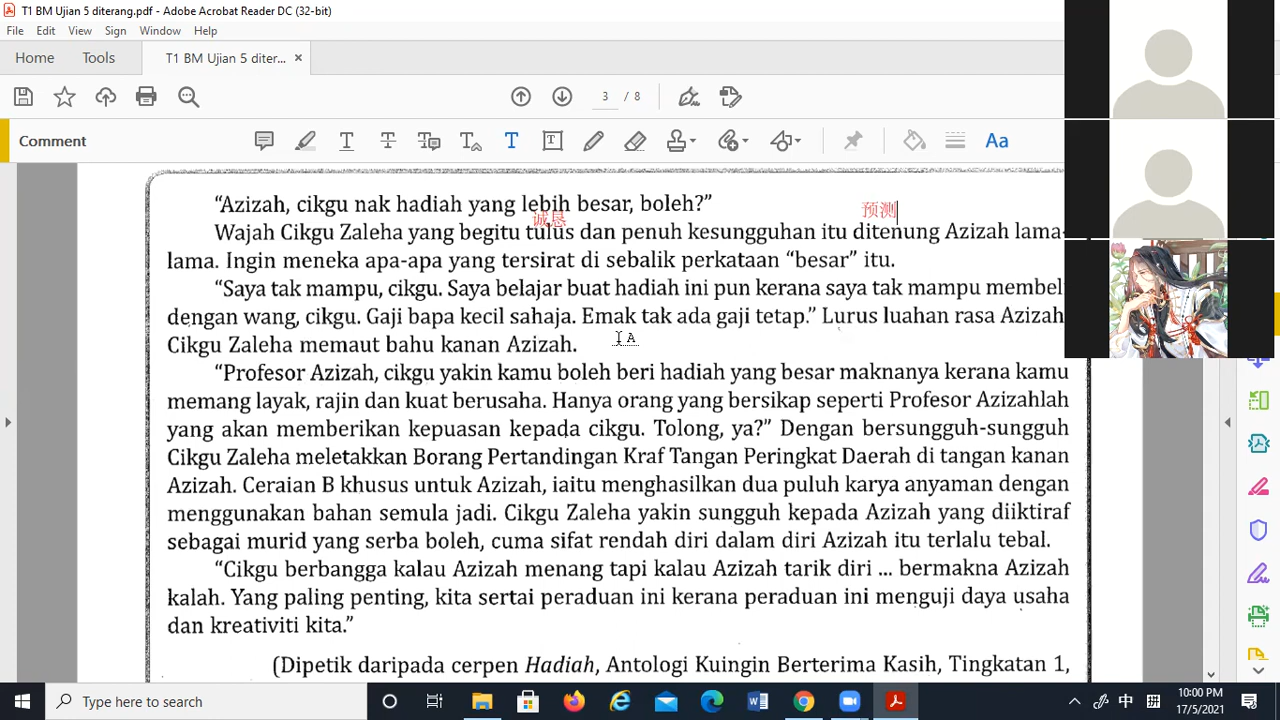 T1 BM Ujian 5 diterang.pdf - Adobe Acrobat Reader DC (32-bit)
File Edit View Sign Window Help
Home Tools T1 BM Ujian 5 diter... ×
3 / 8
Comment
“Azizah, cikgu nak hadiah yang lebih besar, boleh?”
诚恳 预测
Wajah Cikgu Zaleha yang begitu tulus dan penuh kesungguhan itu ditenung Azizah lama-
lama. Ingin meneka apa-apa yang tersirat di sebalik perkataan “besar” itu.
“Saya tak mampu, cikgu. Saya belajar buat hadiah ini pun kerana saya tak mampu membel
dengan wang, cikgu. Gaji bapa kecil sahaja. Emak tak ada gaji tetap.” Lurus luahan rasa Azizah
Cikgu Zaleha memaut bahu kanan Azizah.
“Profesor Azizah, cikgu yakin kamu boleh beri hadiah yang besar maknanya kerana kamu
memang layak, rajin dan kuat berusaha. Hanya orang yang bersikap seperti Profesor Azizahlah
yang akan memberikan kepuasan kepada cikgu. Tolong, ya?” Dengan bersungguh-sungguh
Cikgu Zaleha meletakkan Borang Pertandingan Kraf Tangan Peringkat Daerah di tangan kanan
Azizah. Ceraian B khusus untuk Azizah, iaitu menghasilkan dua puluh karya anyaman dengan
menggunakan bahan semula jadi. Cikgu Zaleha yakin sungguh kepada Azizah yang diiktiraf
sebagai murid yang serba boleh, cuma sifat rendah diri dalam diri Azizah itu terlalu tebal.
“Cikgu berbangga kalau Azizah menang tapi kalau Azizah tarik diri ... bermakna Azizah
kalah. Yang paling penting, kita sertai peraduan ini kerana peraduan ini menguji daya usaha
dan kreativiti kita.”
(Dipetik daripada cerpen Hadiah, Antologi Kuingin Berterima Kasih, Tingkatan 1,
Type here to search
中 拼 10:00 PM
17/5/2021